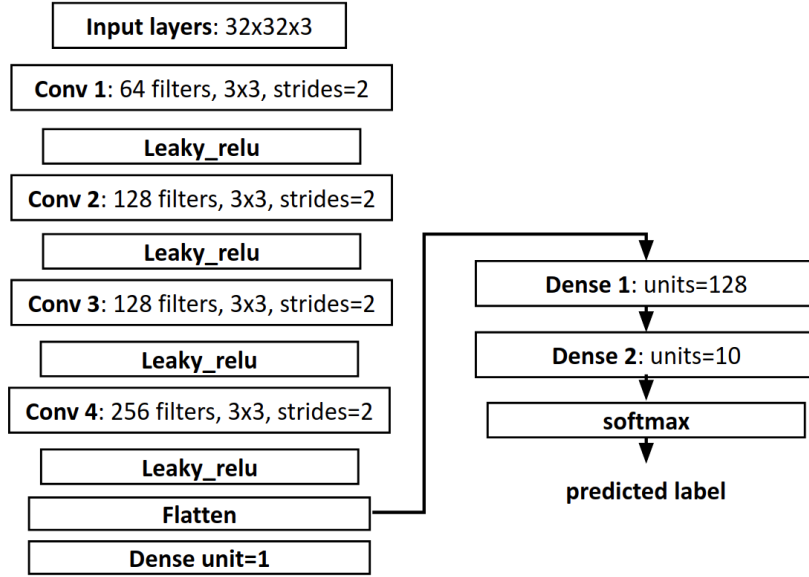 Input layers: 32x32x3
Conv 1: 64 filters, 3x3, strides=2
Leaky_relu
Conv 2: 128 filters, 3x3, strides=2
Leaky_relu
Conv 3: 128 filters, 3x3, strides=2
Leaky_relu
Conv 4: 256 filters, 3x3, strides=2
Leaky_relu
Flatten
Dense unit=1
Dense 1: units=128
Dense 2: units=10
softmax
predicted label